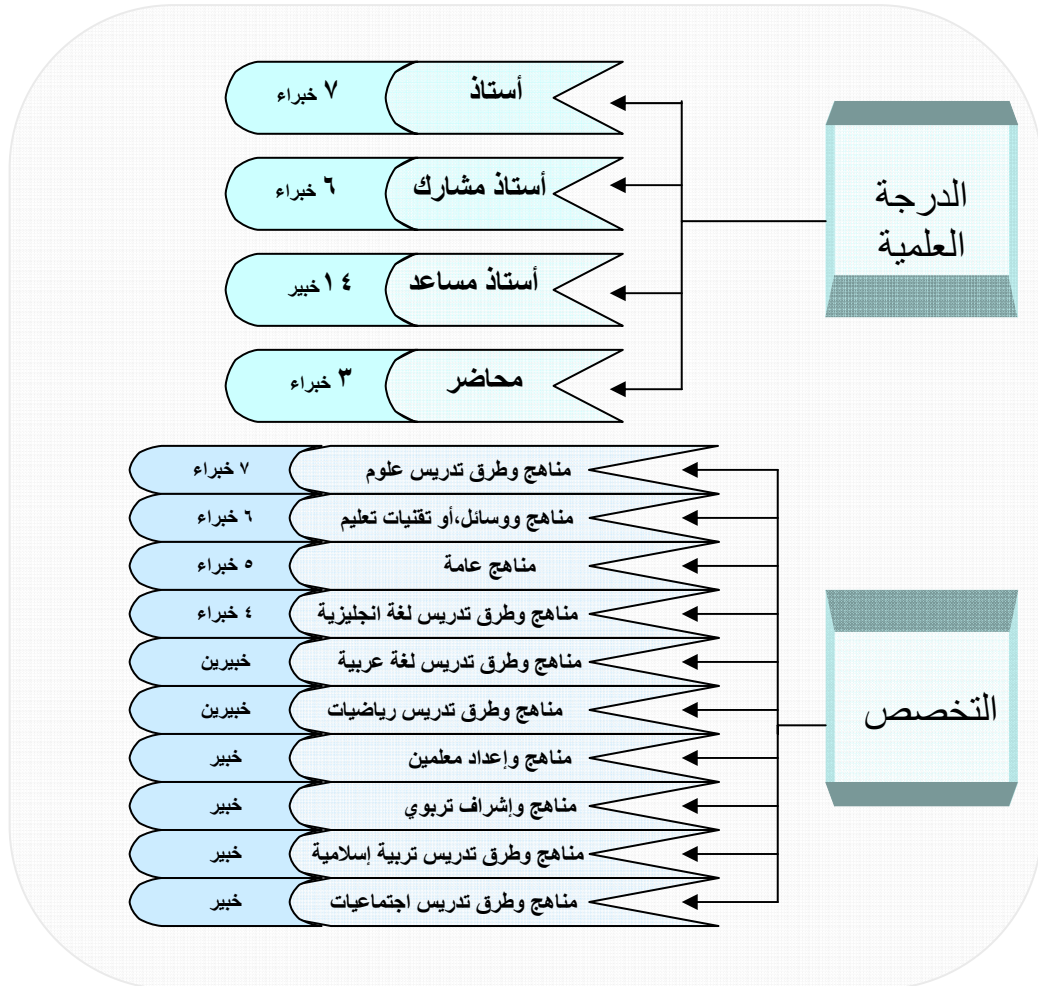 الدرجة
العلمية
أستاذ ٧ خبراء
أستاذ مشارك ٦ خبراء
أستاذ مساعد ١٤ خبير
محاضر ٣ خبراء
التخصص
مناهج وطرق تدريس علوم ٧ خبراء
مناهج ووسائل،أو تقنيات تعليم ٦ خبراء
مناهج عامة ٥ خبراء
مناهج وطرق تدريس لغة انجليزية ٤ خبراء
مناهج وطرق تدريس لغة عربية خبيرين
مناهج وطرق تدريس رياضيات خبيرين
مناهج وإعداد معلمين خبير
مناهج وإشراف تربوي خبير
مناهج وطرق تدريس تربية إسلامية خبير
مناهج وطرق تدريس اجتماعيات خبير